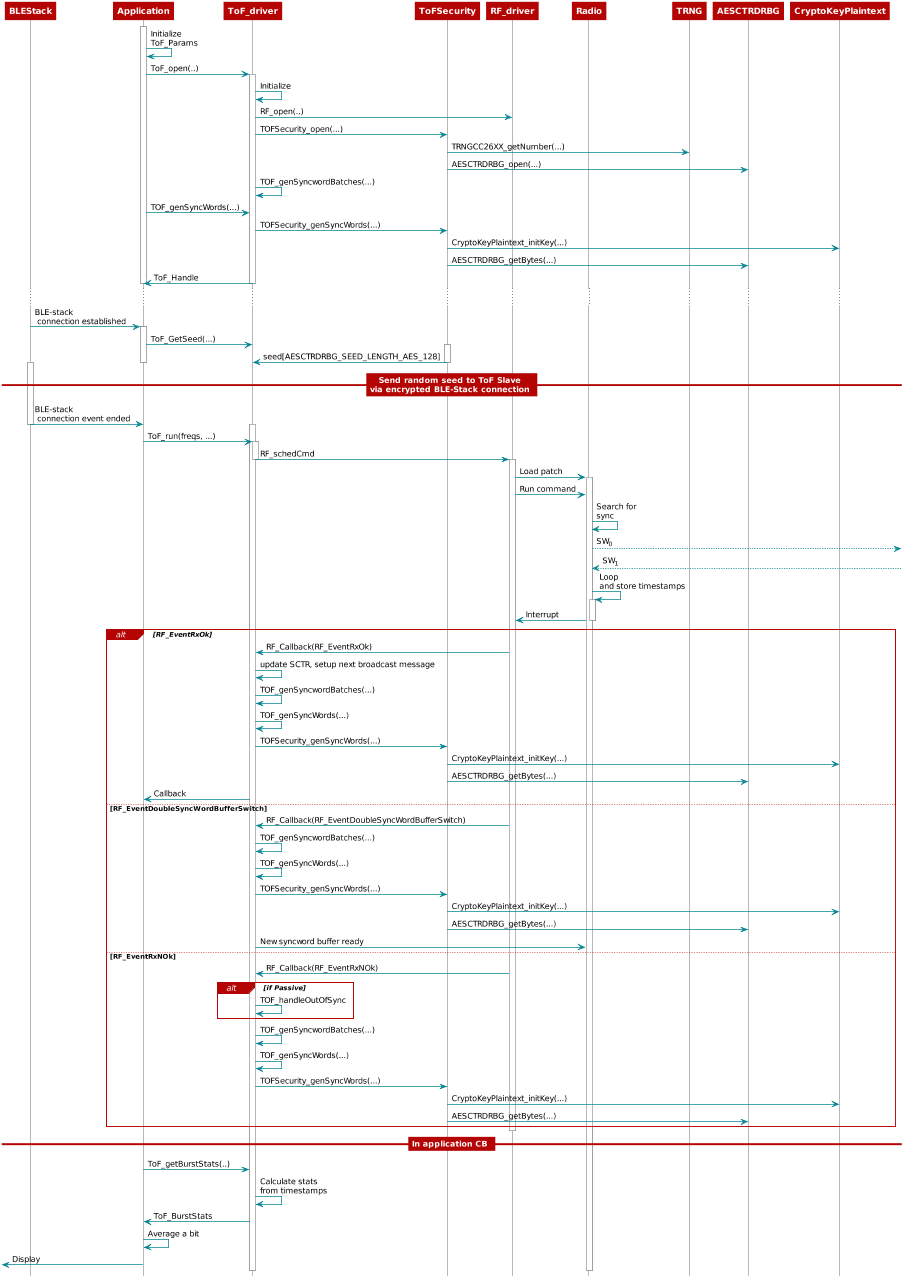 BLEStack Application ToF_driver ToFSecurity RF_driver Radio TRNG AESCTRDRBG CryptoKeyPlaintext
Initialize
ToF_Params
ToF_open(..)
Initialize
RF_open(..)
TOFSecurity_open(...)
TRNGCC26XX_getNumber(...)
AESCTRDRBG_open(...)
TOF_genSyncwordBatches(...)
TOF_genSyncWords(...)
TOFSecurity_genSyncWords(...)
CryptoKeyPlaintext_initKey(...)
AESCTRDRBG_getBytes(...)
ToF_Handle
BLE-stack
connection established
ToF_GetSeed(...)
seed[AESCTRDRBG_SEED_LENGTH_AES_128]
Send random seed to ToF Slave
via encrypted BLE-Stack connection
BLE-stack
connection event ended
ToF_run(freqs, ...)
RF_schedCmd
Load patch
Run command
Search for
sync
SW0
SW1
Loop
and store timestamps
Interrupt
alt [RF_EventRxOk]
RF_Callback(RF_EventRxOk)
update SCTR, setup next broadcast message
TOF_genSyncwordBatches(...)
TOF_genSyncWords(...)
TOFSecurity_genSyncWords(...)
CryptoKeyPlaintext_initKey(...)
AESCTRDRBG_getBytes(...)
Callback
[RF_EventDoubleSyncWordBufferSwitch]
RF_Callback(RF_EventDoubleSyncWordBufferSwitch)
TOF_genSyncwordBatches(...)
TOF_genSyncWords(...)
TOFSecurity_genSyncWords(...)
CryptoKeyPlaintext_initKey(...)
AESCTRDRBG_getBytes(...)
New syncword buffer ready
[RF_EventRxNOk]
RF_Callback(RF_EventRxNOk)
alt [if Passive]
TOF_handleOutOfSync
TOF_genSyncwordBatches(...)
TOF_genSyncWords(...)
TOFSecurity_genSyncWords(...)
CryptoKeyPlaintext_initKey(...)
AESCTRDRBG_getBytes(...)
In application CB
ToF_getBurstStats(..)
Calculate stats
from timestamps
ToF_BurstStats
Average a bit
Display